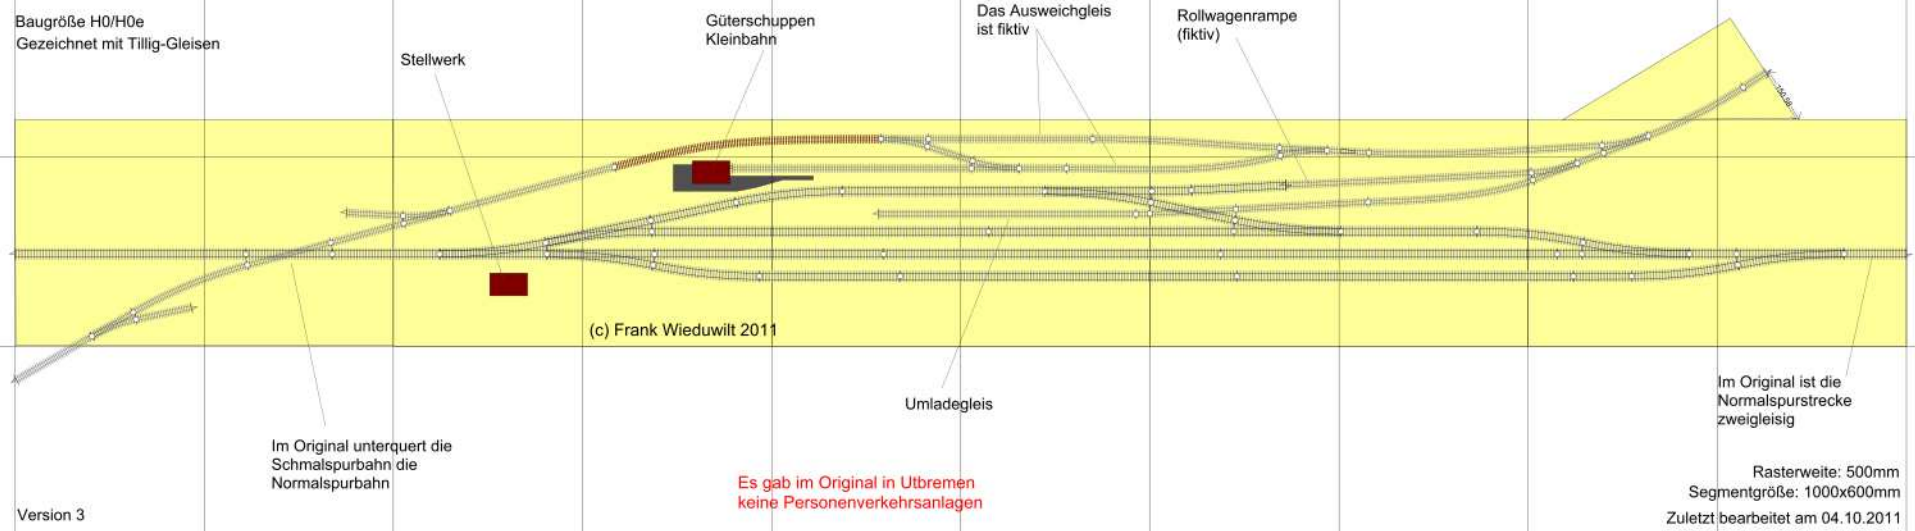 Baugröße H0/H0e
Gezeichnet mit Tillig-Gleisen
Stellwerk
Güterschuppen
Kleinbahn
Das Ausweichgleis
ist fiktiv
Rollwagenrampe
(fiktiv)
150.98
(c) Frank Wieduwilt 2011
Umladegleis
Im Original ist die
Normalspurstrecke
zweigleisig
Im Original unterquert die
Schmalspurbahn die
Normalspurbahn
Es gab im Original in Utbremen
keine Personenverkehrsanlagen
Rasterweite: 500mm
Segmentgröße: 1000x600mm
Zuletzt bearbeitet am 04.10.2011
Version 3